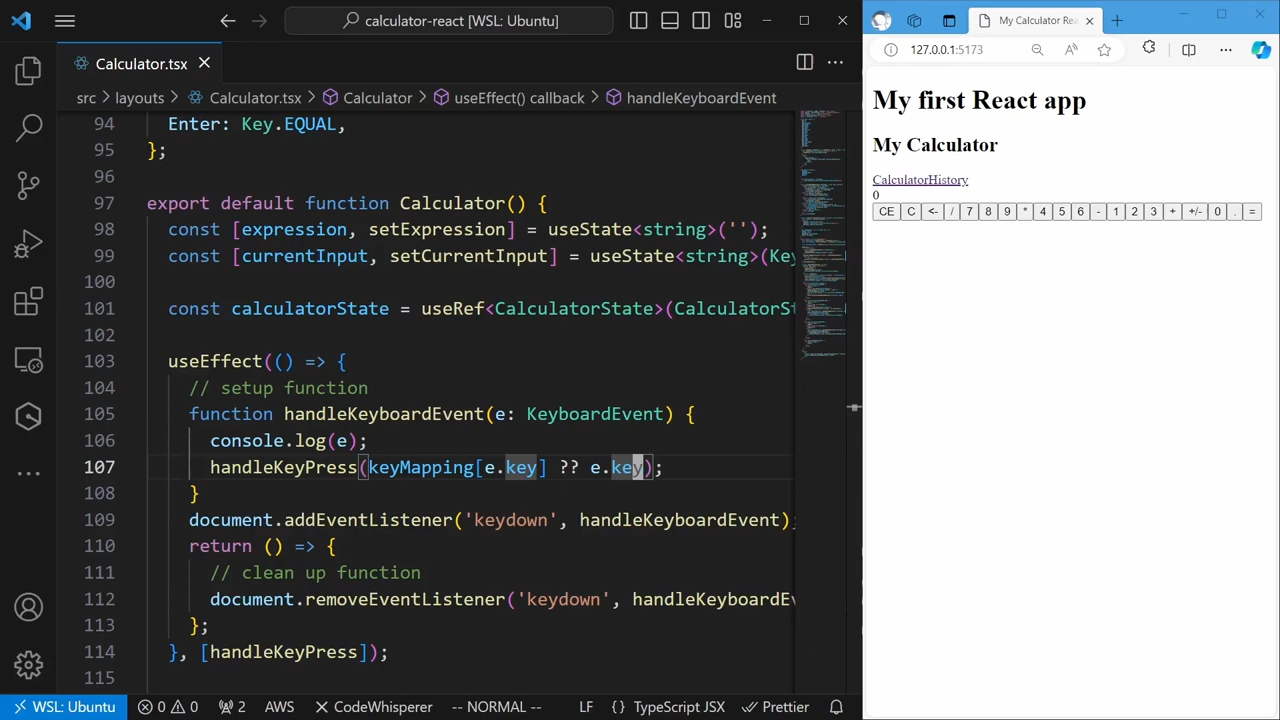 calculator-react [WSL: Ubuntu]
Calculator.tsx
src > layouts > Calculator.tsx > Calculator > useEffect() callback > handleKeyboardEvent
94 Enter: Key.EQUAL,
95 };
96
97 export default function Calculator() {
98 const [expression, setExpression] = useState<string>('');
99 const [currentInput, setCurrentInput] = useState<string>(Key
100
101 const calculatorState = useRef<CalculatorState>(CalculatorSt
102
103 useEffect(() => {
104 // setup function
105 function handleKeyboardEvent(e: KeyboardEvent) {
106 console.log(e);
107 handleKeyPress(keyMapping[e.key] ?? e.key);
108 }
109 document.addEventListener('keydown', handleKeyboardEvent);
110 return () => {
111 // clean up function
112 document.removeEventListener('keydown', handleKeyboardEv
113 };
114 }, [handleKeyPress]);
115
WSL: Ubuntu 0 0 2 AWS CodeWhisperer -- NORMAL -- LF {} TypeScript JSX Prettier
My Calculator Rea
127.0.0.1:5173
My first React app
My Calculator
CalculatorHistory
0
CE C <- / 7 8 9 * 4 5 - 1 2 3 + +/- 0 . =